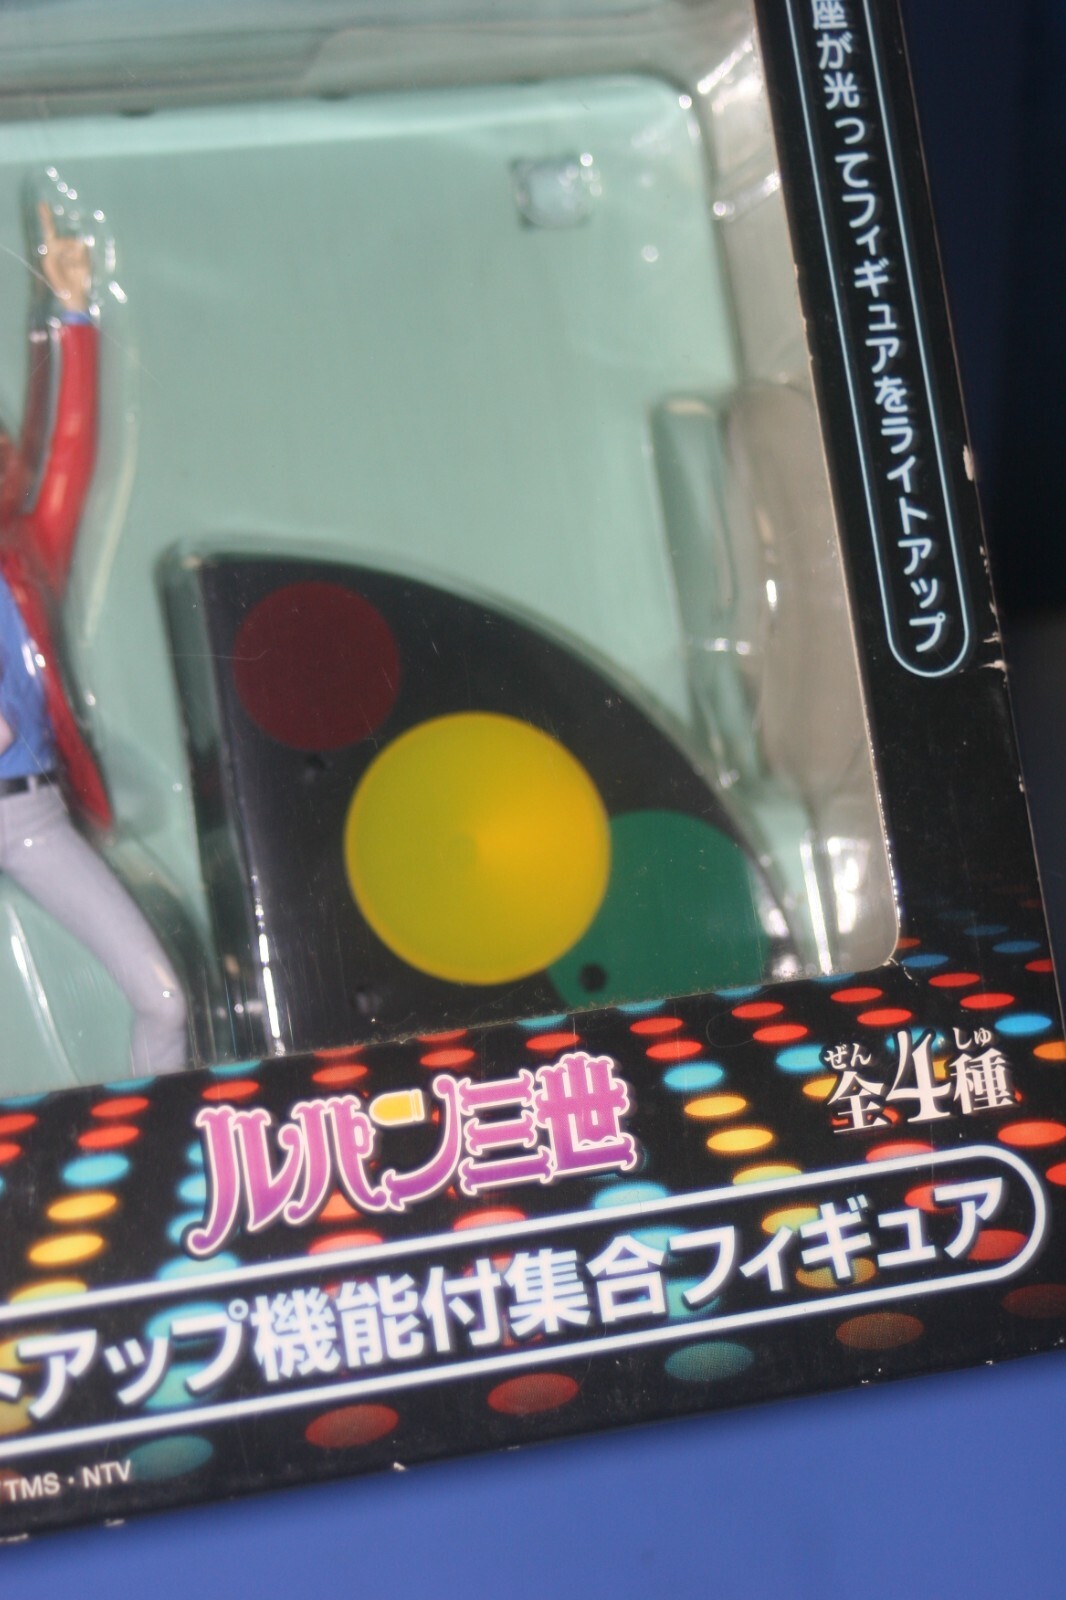 座が光ってフィギュアをライトアップ
ルパン三世
ぜん しゅ
全4種
トアップ機能付集合フィギュア
TMS・NTV